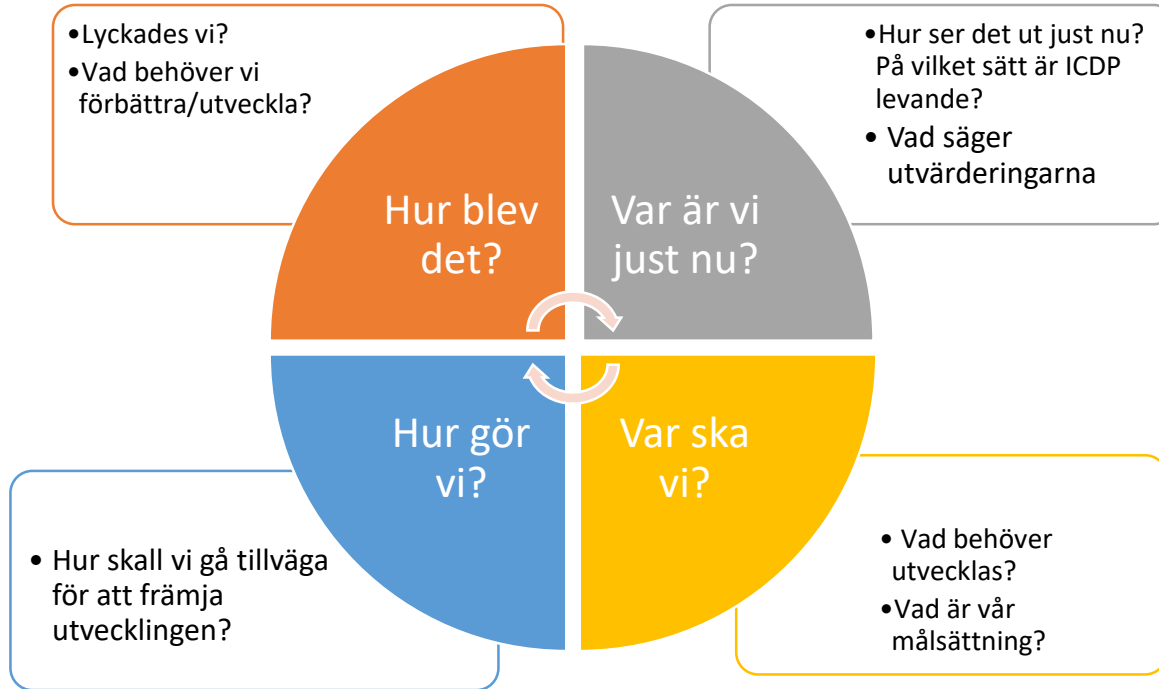 •Lyckades vi?
•Vad behöver vi
förbättra/utveckla?
•Hur ser det ut just nu?
På vilket sätt är ICDP
levande?
• Vad säger
utvärderingarna
Hur blev
det?
Var är vi
just nu?
Hur gör
vi?
Var ska
vi?
• Hur skall vi gå tillväga
för att främja
utvecklingen?
• Vad behöver
utvecklas?
•Vad är vår
målsättning?